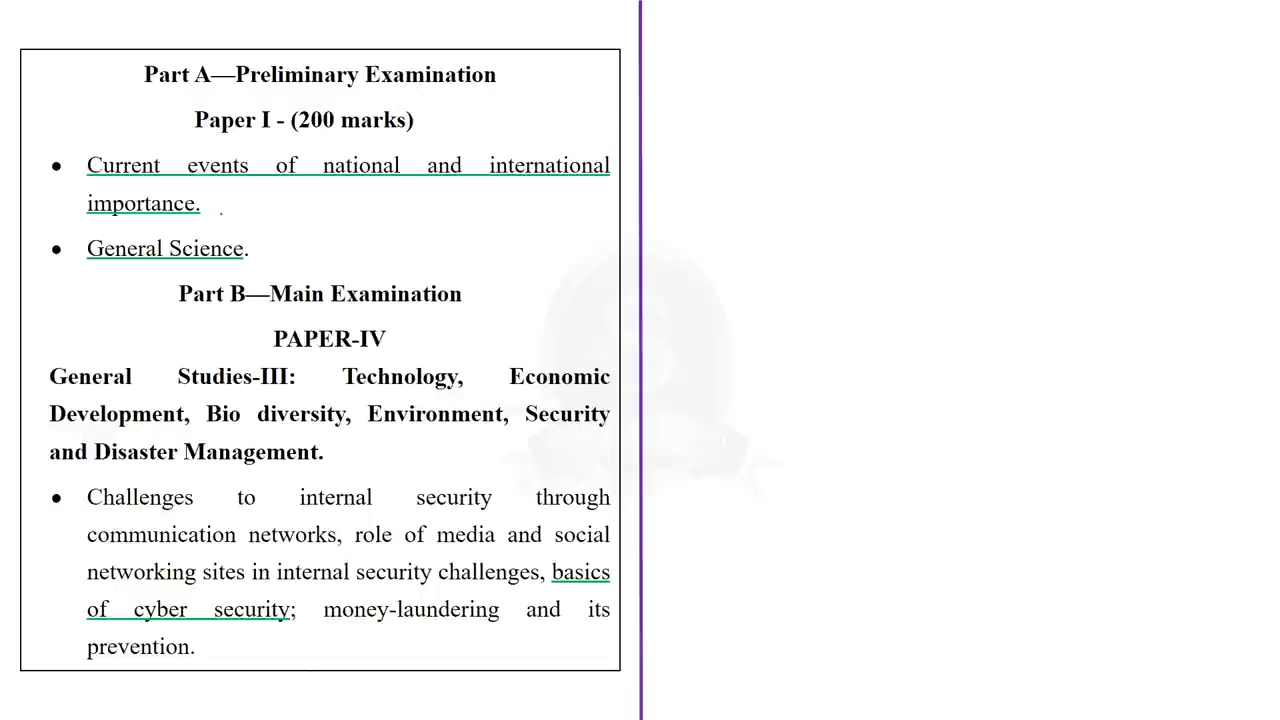 Part A—Preliminary Examination
Paper I - (200 marks)
● Current events of national and international
importance.
● General Science.
Part B—Main Examination
PAPER-IV
General Studies-III: Technology, Economic
Development, Bio diversity, Environment, Security
and Disaster Management.
● Challenges to internal security through
communication networks, role of media and social
networking sites in internal security challenges, basics
of cyber security; money-laundering and its
prevention.